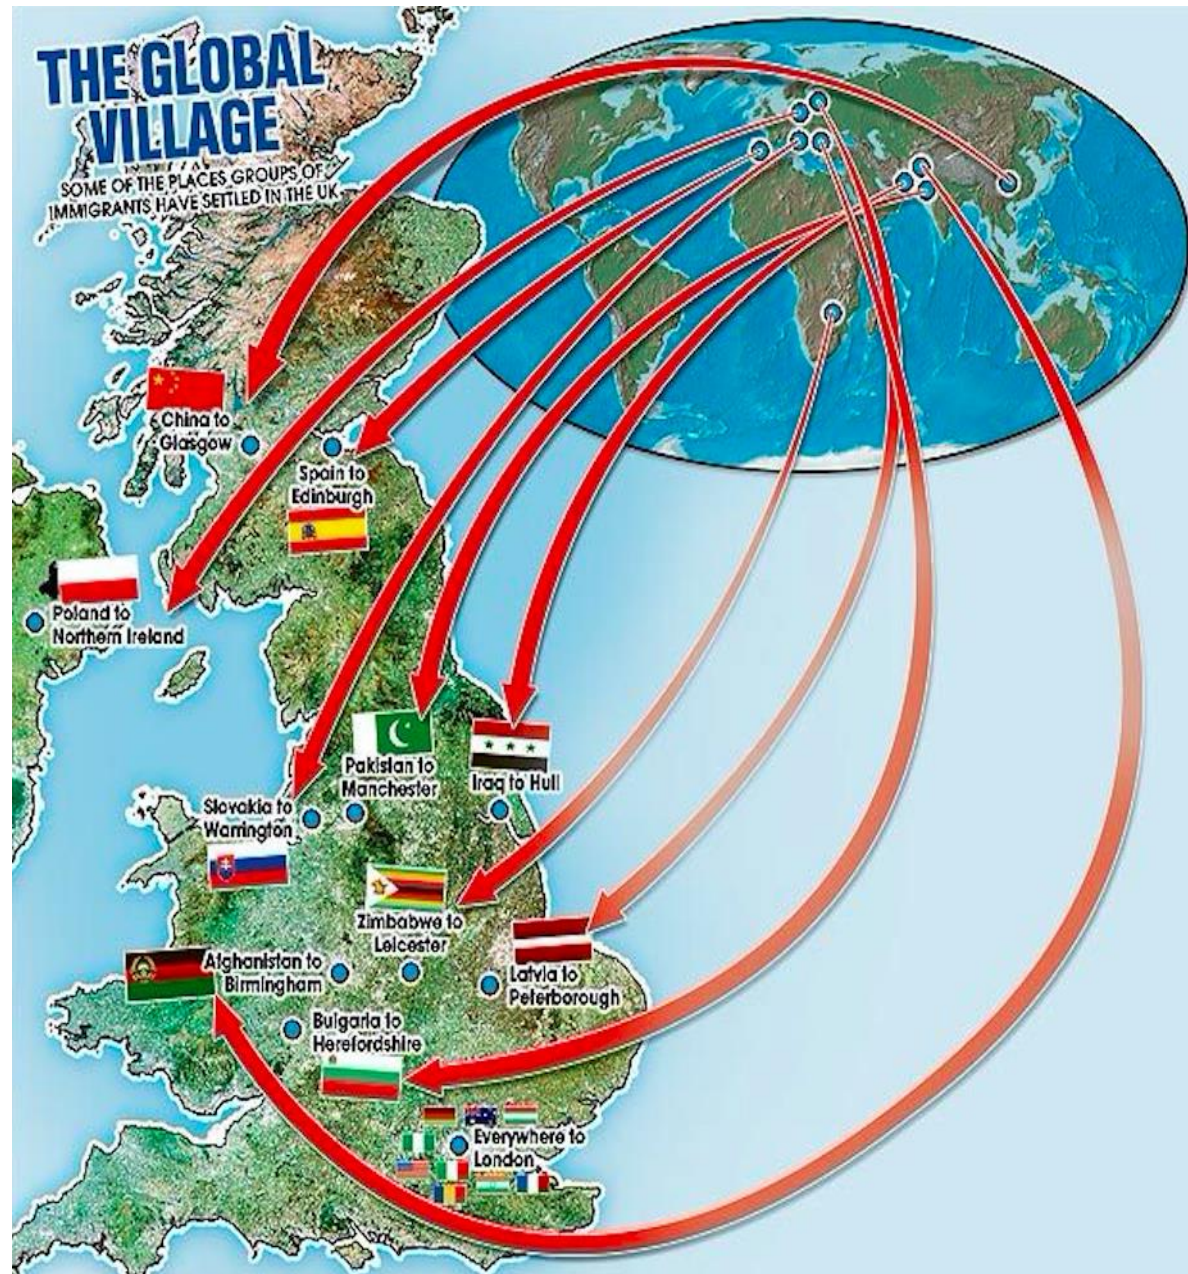 THE GLOBAL
VILLAGE
SOME OF THE PLACES GROUPS OF
IMMIGRANTS HAVE SETTLED IN THE UK
China to
Glasgow
Spain to
Edinburgh
Poland to
Northern Ireland
Pakistan to
Manchester
Iraq to Hull
Slovakia to
Warrington
Zimbabwe to
Leicester
Afghanistan to
Birmingham
Latvia to
Peterborough
Bulgaria to
Herefordshire
Everywhere to
London